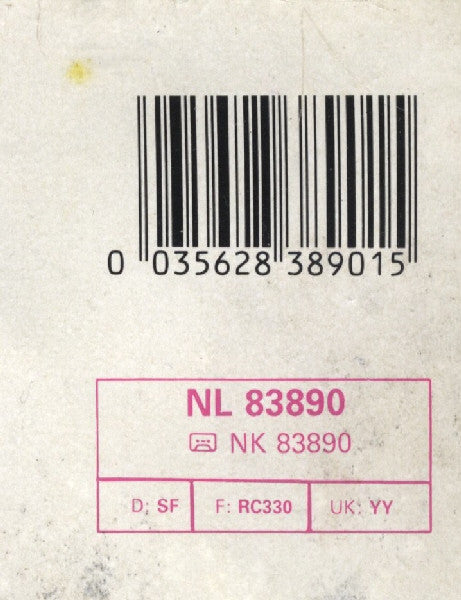 0 035628 389015
NL 83890
NK 83890
D; SF F: RC330 UK: YY